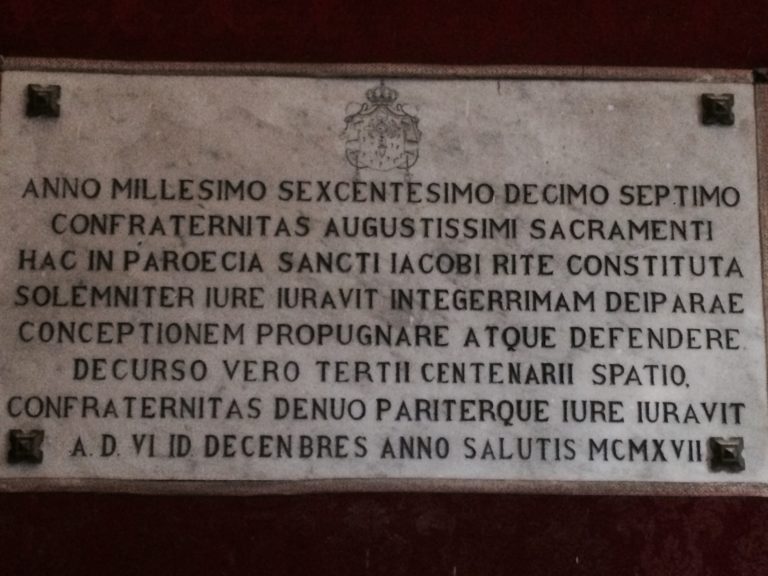 ANNO MILLESIMO SEXCENTESIMO DECIMO SEPTIMO
CONFRATERNITAS AUGUSTISSIMI SACRAMENTI
HAC IN PAROECIA SANCTI IACOBI RITE CONSTITUTA
SOLEMNITER IURE IURAVIT INTEGERRIMAM DEIPARAE
CONCEPTIONEM PROPUGNARE ATQUE DEFENDERE.
DECURSO VERO TERTII CENTENARII SPATIO,
CONFRATERNITAS DENUO PARITERQUE IURE IURAVIT
A. D. VI ID DECENBRES ANNO SALUTIS MCMXVII